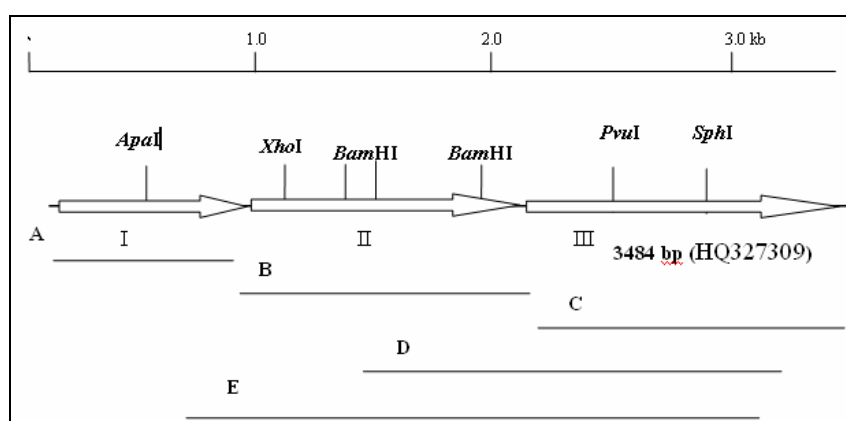 1.0 2.0 3.0 kb
ApaI XhoI BamHI BamHI PvuI SphI
A I II III
3484 bp (HQ327309)
B
C
D
E